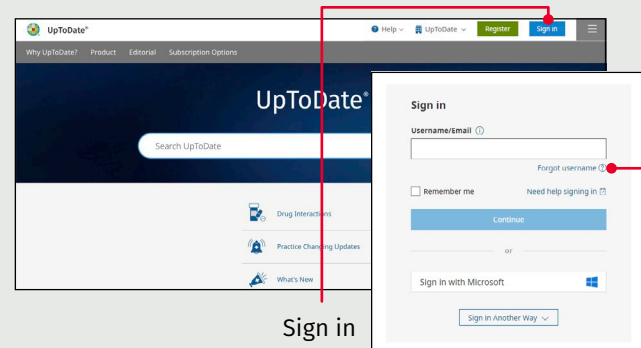 UpToDate® Help UpToDate Register Sign in
Why UpToDate? Product Editorial Subscription Options
UpToDate®
Search UpToDate
Drug Interactions
Practice Changing Updates
What's New
Sign in
Username/Email
Forgot username
Remember me Need help signing in
Continue
or
Sign in with Microsoft
Sign in Another Way
Sign in